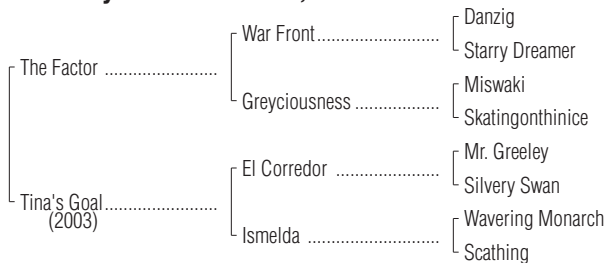 Danzig
War Front
Starry Dreamer
The Factor
Miswaki
Greyciousness
Skatingonthinice
Mr. Greeley
El Corredor
Silvery Swan
Tina's Goal
(2003)
Wavering Monarch
Ismelda
Scathing